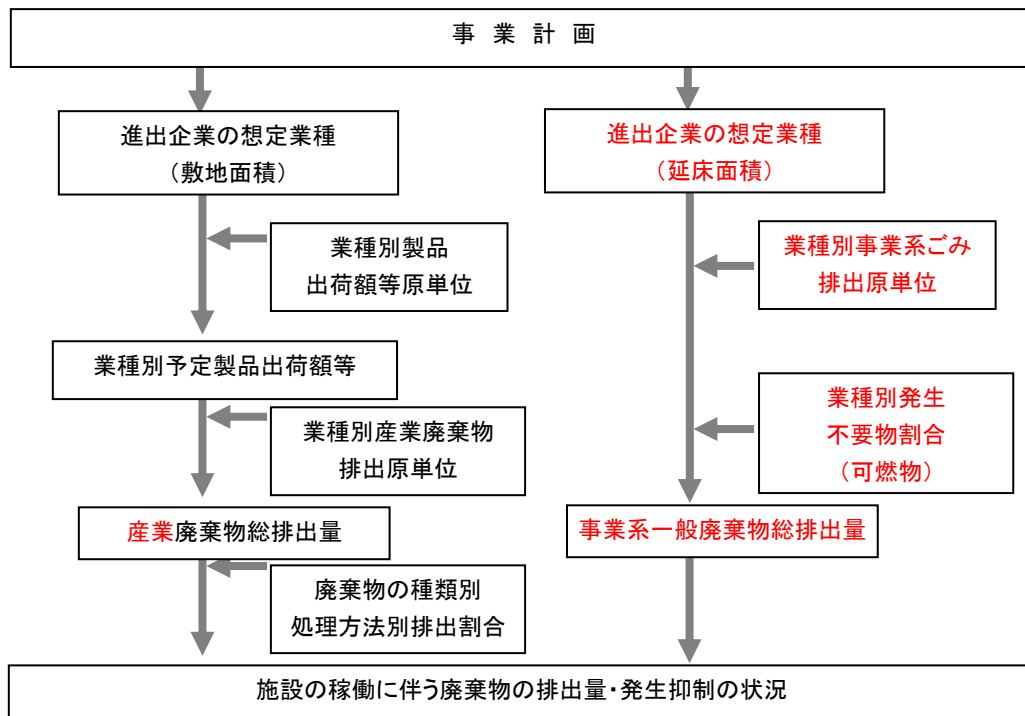 事 業 計 画
進出企業の想定業種
（敷地面積）
業種別製品
出荷額等原単位
業種別予定製品出荷額等
業種別産業廃棄物
排出原単位
産業廃棄物総排出量
廃棄物の種類別
処理方法別排出割合
進出企業の想定業種
（延床面積）
業種別事業系ごみ
排出原単位
業種別発生
不要物割合
（可燃物）
事業系一般廃棄物総排出量
施設の稼働に伴う廃棄物の排出量・発生抑制の状況